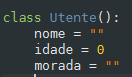 class Utente():
    nome = ""
    idade = 0
    morada = ""